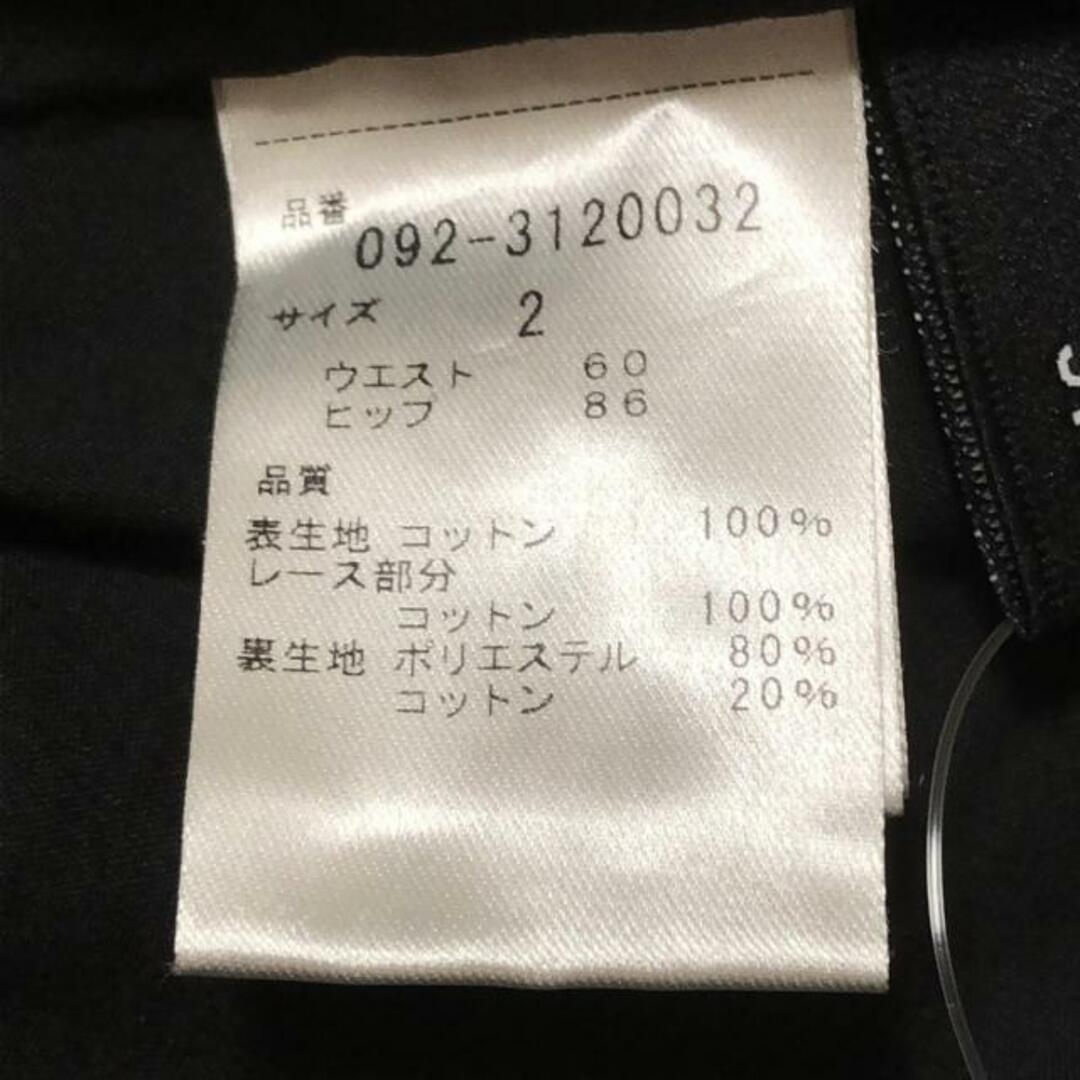 品番 092-3120032
サイズ 2
ウエスト 60
ヒップ 86
品質
表生地 コットン 100%
レース部分
コットン 100%
裏生地 ポリエステル 80%
コットン 20%